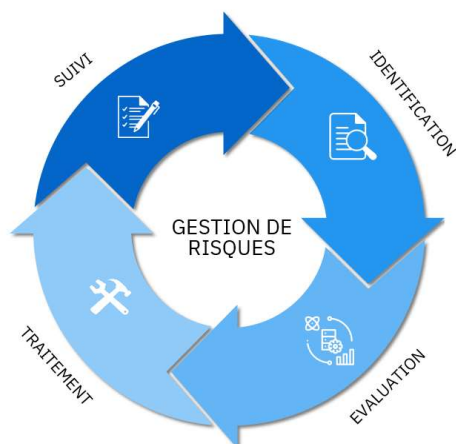 SUIVI
IDENTIFICATION
GESTION DE
RISQUES
TRAITEMENT
EVALUATION